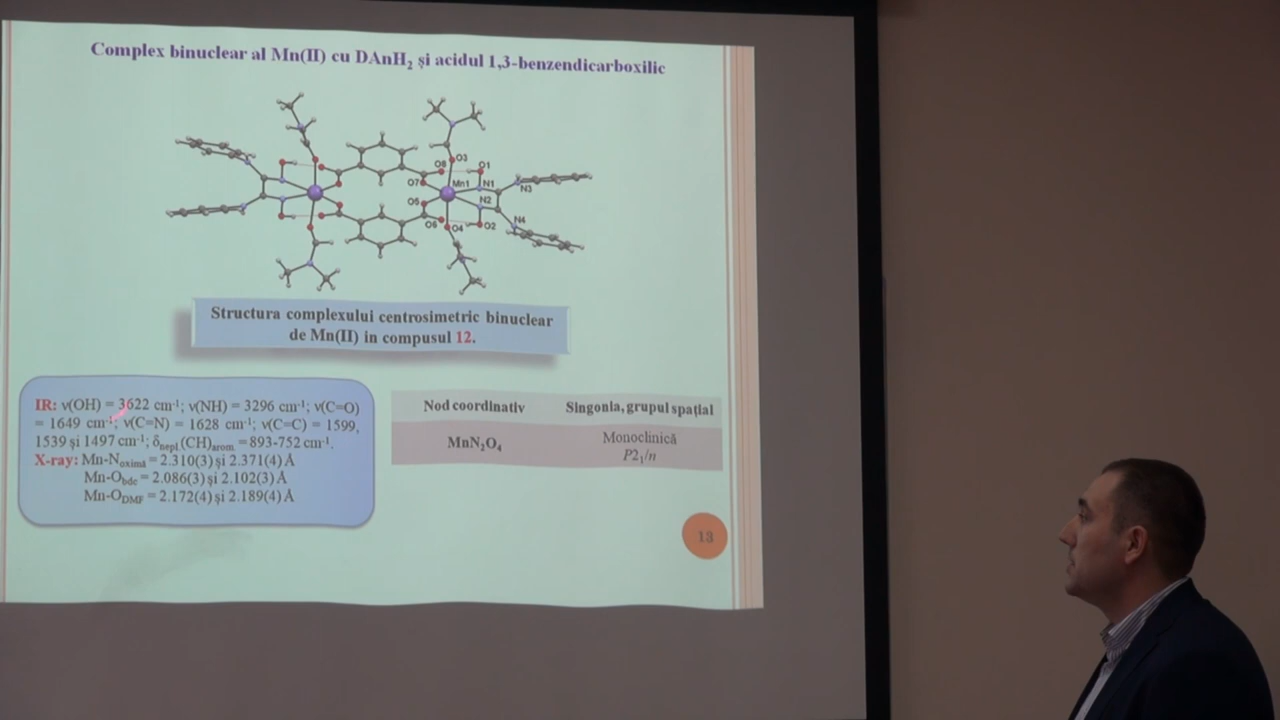 Complex binuclear al Mn(II) cu DAnH₂ și acidul 1,3-benzendicarboxilic
O8
O3
O1
O7
Mn1
N1
N3
O5
N2
O6
O4
O2
N4
Structura complexului centrosimetric binuclear
de Mn(II) in compusul 12.
IR: ν(OH) = 3622 cm⁻¹; ν(NH) = 3296 cm⁻¹; ν(C=O)
= 1649 cm⁻¹; ν(C=N) = 1628 cm⁻¹; ν(C=C) = 1599,
1539 și 1497 cm⁻¹; δnepl.(CH)arom. = 893-752 cm⁻¹.
X-ray: Mn-Noximă = 2.310(3) și 2.371(4) Å
Mn-Obdc = 2.086(3) și 2.102(3) Å
Mn-ODMF = 2.172(4) și 2.189(4) Å
Nod coordinativ Singonia, grupul spațial
MnN₂O₄ Monoclinică
P2₁/n
13